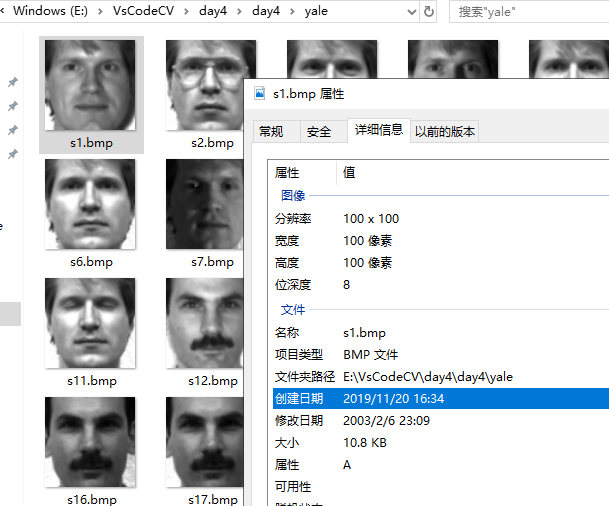 Windows (E:) > VsCodeCV > day4 > day4 > yale
搜索"yale"
s1.bmp
s2.bmp
s6.bmp
s7.bmp
s11.bmp
s12.bmp
s16.bmp
s17.bmp
s1.bmp 属性
常规 安全 详细信息 以前的版本
属性 值
图像
分辨率 100 x 100
宽度 100 像素
高度 100 像素
位深度 8
文件
名称 s1.bmp
项目类型 BMP 文件
文件夹路径 E:\VsCodeCV\day4\day4\yale
创建日期 2019/11/20 16:34
修改日期 2003/2/6 23:09
大小 10.8 KB
属性 A
可用性